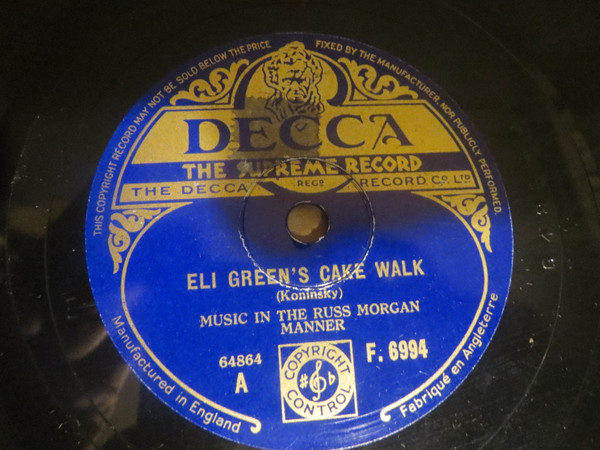 THIS COPYRIGHT RECORD MAY NOT BE SOLD BELOW THE PRICE FIXED BY THE MANUFACTURER, NOR PUBLICLY PERFORMED.
DECCA
THE SUPREME RECORD
THE DECCA .REGD. RECORD CO. LTD
ELI GREEN'S CAKE WALK
(Koninsky)
MUSIC IN THE RUSS MORGAN
MANNER
64864
A
COPYRIGHT
CONTROL
F. 6994
Manufactured in England
Fabriqué en Angleterre